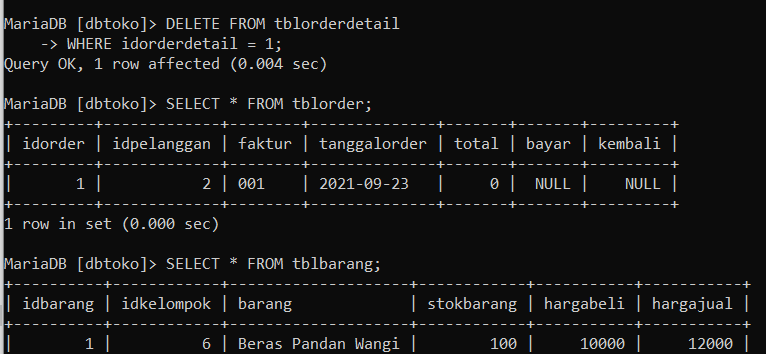 MariaDB [dbtoko]> DELETE FROM tblorderdetail
    -> WHERE idorderdetail = 1;
Query OK, 1 row affected (0.004 sec)
MariaDB [dbtoko]> SELECT * FROM tblorder;
+---------+-------------+--------+--------------+-------+-------+---------+
| idorder | idpelanggan | faktur | tanggalorder | total | bayar | kembali |
+---------+-------------+--------+--------------+-------+-------+---------+
|       1 |           2 | 001    | 2021-09-23   |     0 |  NULL |    NULL |
+---------+-------------+--------+--------------+-------+-------+---------+
1 row in set (0.000 sec)
MariaDB [dbtoko]> SELECT * FROM tblbarang;
+----------+------------+--------------------+------------+-----------+-----------+
| idbarang | idkelompok | barang             | stokbarang | hargabeli | hargajual |
+----------+------------+--------------------+------------+-----------+-----------+
|        1 |          6 | Beras Pandan Wangi |        100 |     10000 |     12000 |